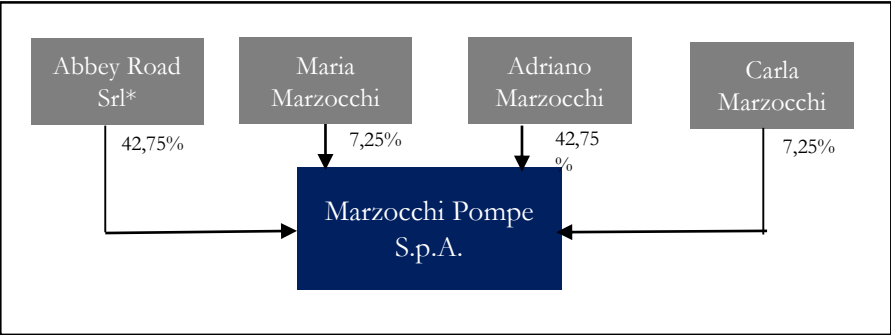 Abbey Road
Srl*
Maria
Marzocchi
Adriano
Marzocchi
Carla
Marzocchi
42,75%
7,25%
42,75
%
7,25%
Marzocchi Pompe
S.p.A.